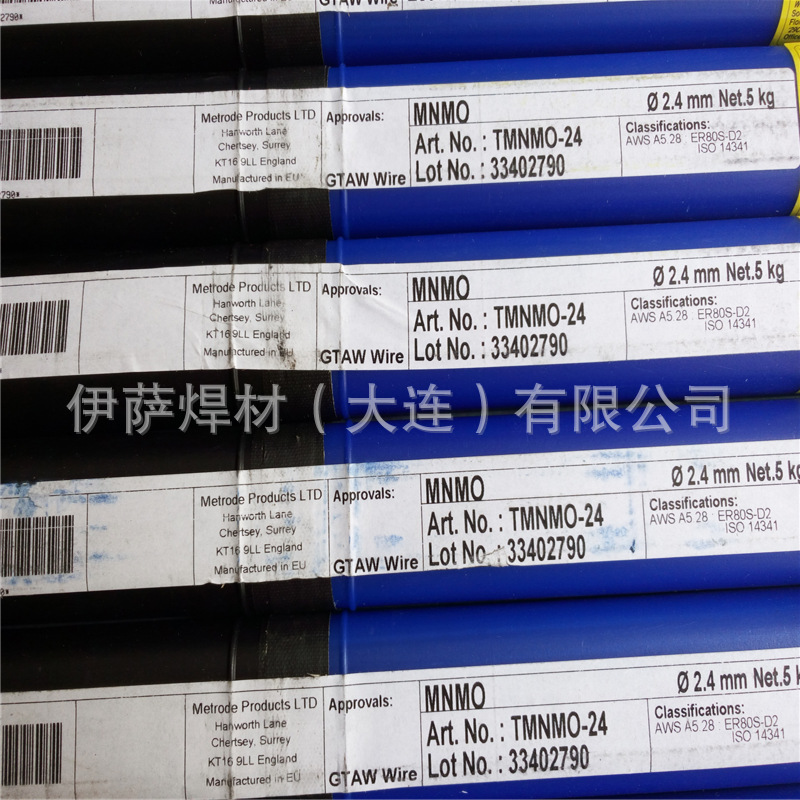 Manufactured in EU
GTAW Wire
2790*
Metrode Products LTD
Hanworth Lane
Chertsey, Surrey
KT16 9LL England
Manufactured in EU
Approvals:
GTAW Wire
MNMO
Art. No. : TMNMO-24
Lot No. : 33402790
Ø 2.4 mm Net.5 kg
Classifications:
AWS A5.28 : ER80S-D2
ISO 14341
2790*
Metrode Products LTD
Hanworth Lane
Chertsey, Surrey
KT16 9LL England
Manufactured in EU
Approvals:
GTAW Wire
MNMO
Art. No. : TMNMO-24
Lot No. : 33402790
Ø 2.4 mm Net.5 kg
Classifications:
AWS A5.28 : ER80S-D2
ISO 14341
伊萨焊材（大连）有限公司
Metrode Products LTD
Hanworth Lane
Chertsey, Surrey
KT16 9LL England
Manufactured in EU
Approvals:
GTAW Wire
MNMO
Art. No. : TMNMO-24
Lot No. : 33402790
Ø 2.4 mm Net.5 kg
Classifications:
AWS A5.28 : ER80S-D2
ISO 14341
Metrode Products LTD
Hanworth Lane
Chertsey, Surrey
KT16 9LL England
Manufactured in EU
Approvals:
GTAW Wire
MNMO
Art. No. : TMNMO-24
Lot No. : 33402790
Ø 2.4 mm Net.5 k
Classifications:
AWS A5.28 : ER80S-D2
ISO 14341